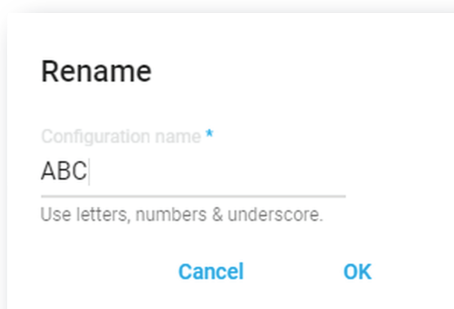 Rename
Configuration name *
ABC
Use letters, numbers & underscore.
Cancel OK